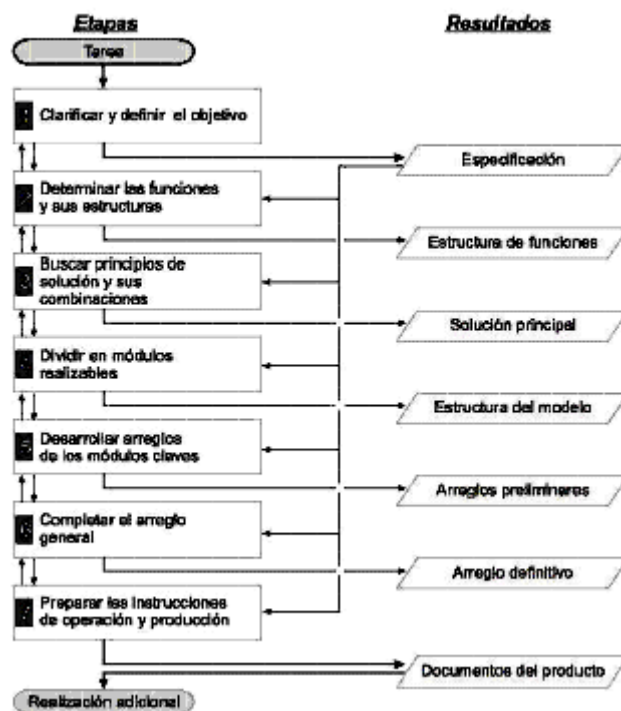 Etapas
Resultados
Tarea
Clarificar y definir el objetivo
Especificación
Determinar las funciones
y sus estructuras
Estructura de funciones
Buscar principios de
solución y sus
combinaciones
Solución principal
Dividir en módulos
realizables
Estructura del modelo
Desarrollar arreglos
de los módulos claves
Arreglos prelimineres
Completar el arreglo
general
Arreglo definitivo
Preparar las instrucciones
de operación y producción
Documentos del producto
Realización adicional